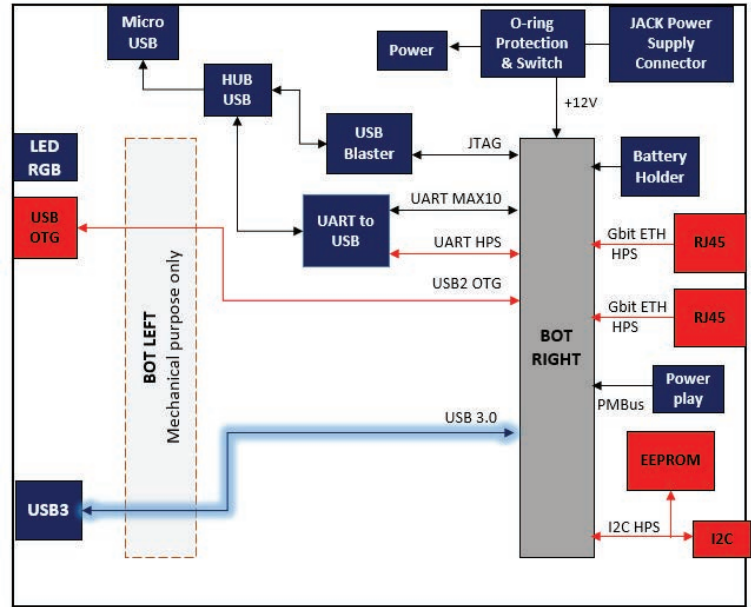 Micro
USB
HUB
USB
USB
Blaster
UART to
USB
Power
O-ring
Protection
& Switch
JACK Power
Supply
Connector
+12V
JTAG
UART MAX10
UART HPS
USB2 OTG
USB 3.0
LED
RGB
USB
OTG
USB3
BOT LEFT
Mechanical purpose only
BOT
RIGHT
Battery
Holder
Gbit ETH
HPS
RJ45
Gbit ETH
HPS
RJ45
PMBus
Power
play
EEPROM
I2C HPS
I2C